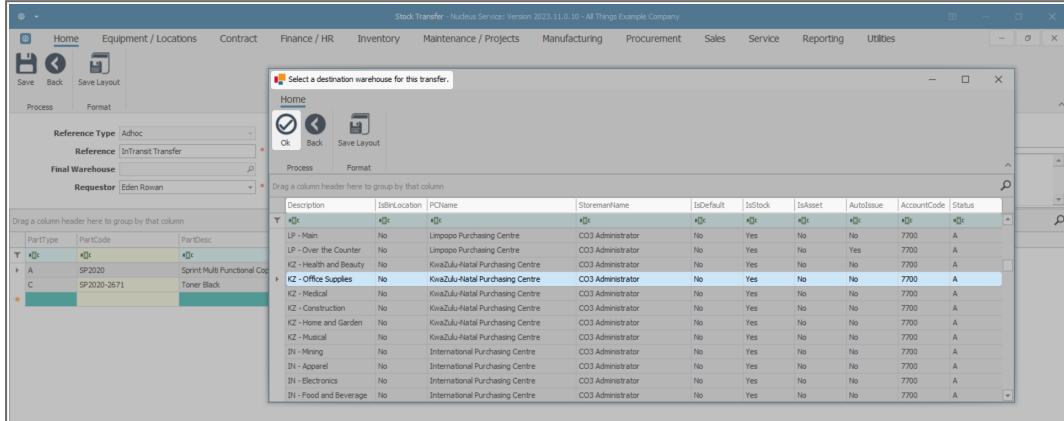 Stock Transfer - Nucleus Service: Version 2023.11.0.10 - All Things Example Company
Home Equipment / Locations Contract Finance / HR Inventory Maintenance / Projects Manufacturing Procurement Sales Service Reporting Utilities
Save Back Save Layout
Process Format
Reference Type Adhoc
Reference InTransit Transfer *
Final Warehouse
Requestor Eden Rowan *
Drag a column header here to group by that column
PartType PartCode PartDesc
A SP2020 Sprint Multi Functional Cop
C SP2020-2671 Toner Black
Select a destination warehouse for this transfer.
Home
Ok Back Save Layout
Process Format
Drag a column header here to group by that column
Description IsBinLocation PCName StoremanName IsDefault IsStock IsAsset AutoIssue AccountCode Status
LP - Main No Limpopo Purchasing Centre CO3 Administrator No Yes No No 7700 A
LP - Over the Counter No Limpopo Purchasing Centre CO3 Administrator No Yes No Yes 7700 A
KZ - Health and Beauty No KwaZulu-Natal Purchasing Centre CO3 Administrator No Yes No No 7700 A
KZ - Office Supplies No KwaZulu-Natal Purchasing Centre CO3 Administrator No Yes No No 7700 A
KZ - Medical No KwaZulu-Natal Purchasing Centre CO3 Administrator No Yes No No 7700 A
KZ - Construction No KwaZulu-Natal Purchasing Centre CO3 Administrator No Yes No No 7700 A
KZ - Home and Garden No KwaZulu-Natal Purchasing Centre CO3 Administrator No Yes No No 7700 A
KZ - Musical No KwaZulu-Natal Purchasing Centre CO3 Administrator No Yes No No 7700 A
IN - Mining No International Purchasing Centre CO3 Administrator No Yes No No 7700 A
IN - Apparel No International Purchasing Centre CO3 Administrator No Yes No No 7700 A
IN - Electronics No International Purchasing Centre CO3 Administrator No Yes No No 7700 A
IN - Food and Beverage No International Purchasing Centre CO3 Administrator No Yes No No 7700 A